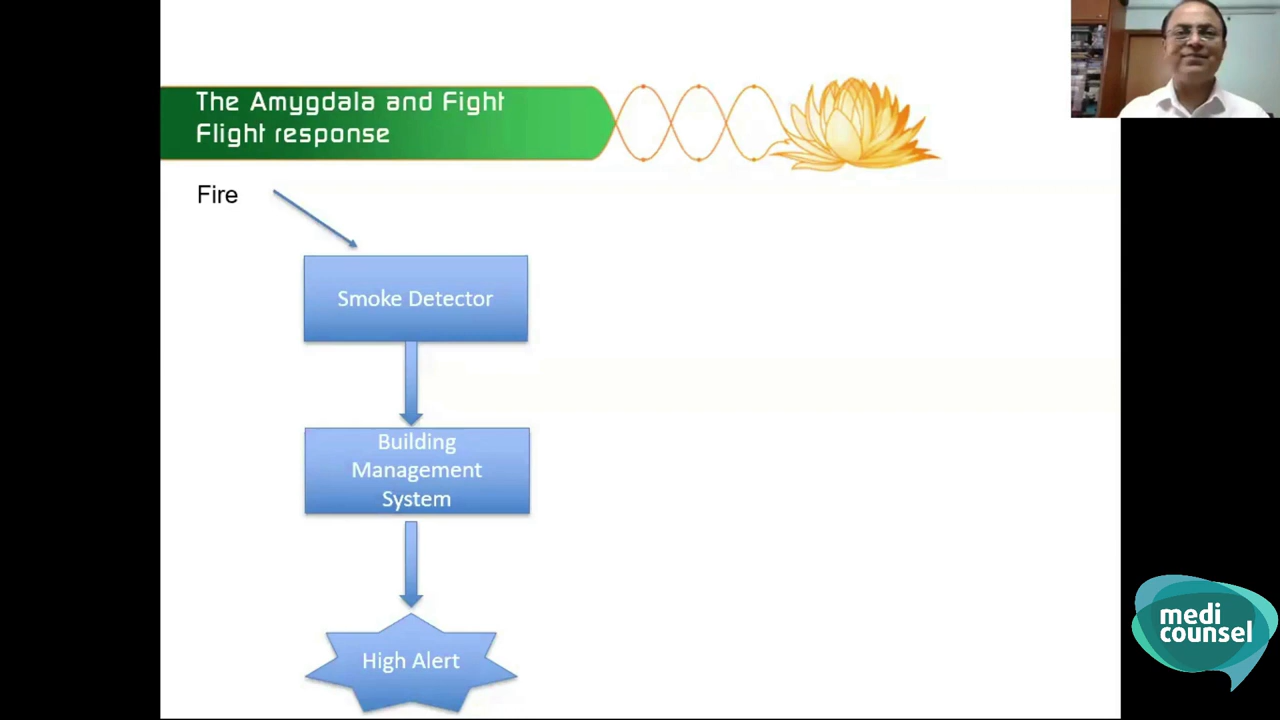 The Amygdala and Fight
Flight response
Fire
Smoke Detector
Building
Management
System
High Alert
medi
counsel